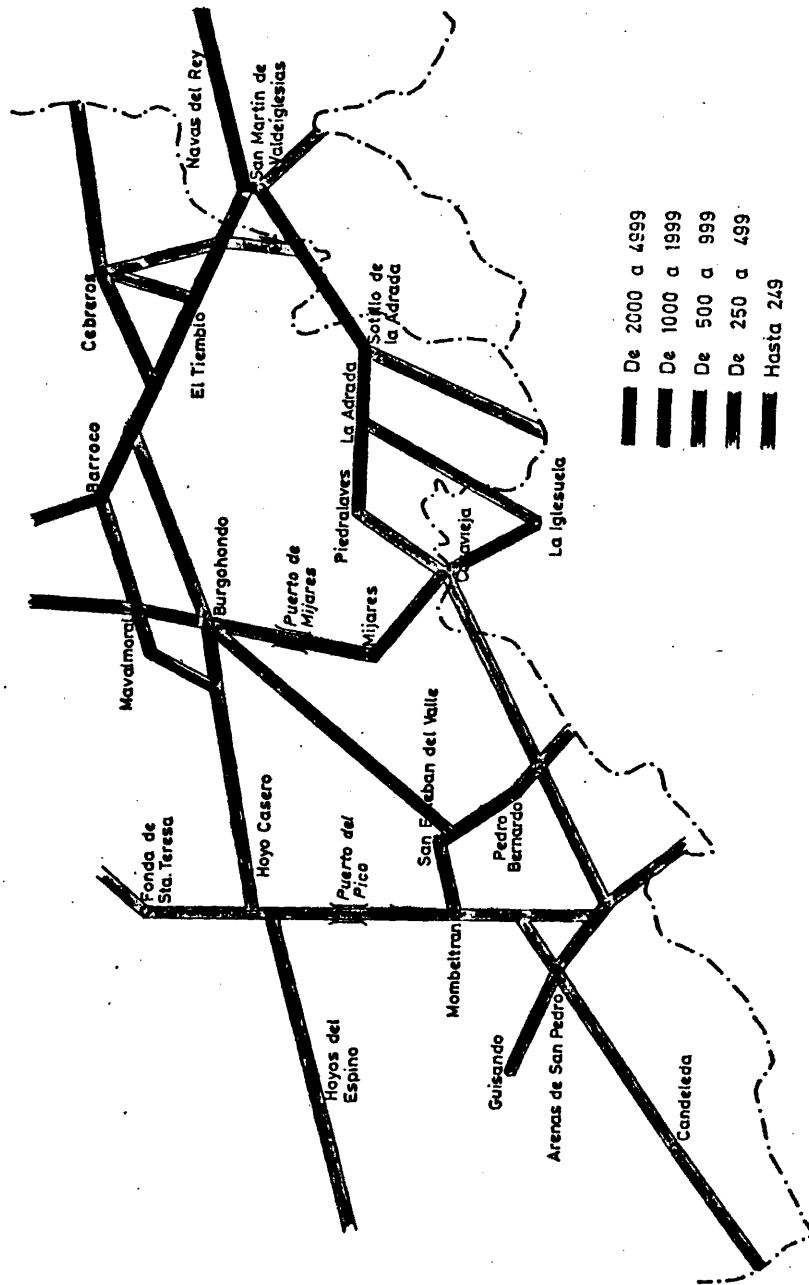 Navas del Rey
San Martin de
Valdeiglesias
Cebreros
El Tiemblo
Sotillo de
la Adrada
La Adrada
Barraco
Piedralaves
La Iglesuela
Burgohondo
Puerto de
Mijares
Mijares
Mavalmoral
San Esteban del Valle
Pedro
Bernardo
Hoyo Casero
Fonda de
Sta. Teresa
Puerto del
Pico
Mombeltran
Hoyos del
Espino
Guisando
Arenas de San Pedro
Candeleda
De 2000 a 4999
De 1000 a 1999
De 500 a 999
De 250 a 499
Hasta 249